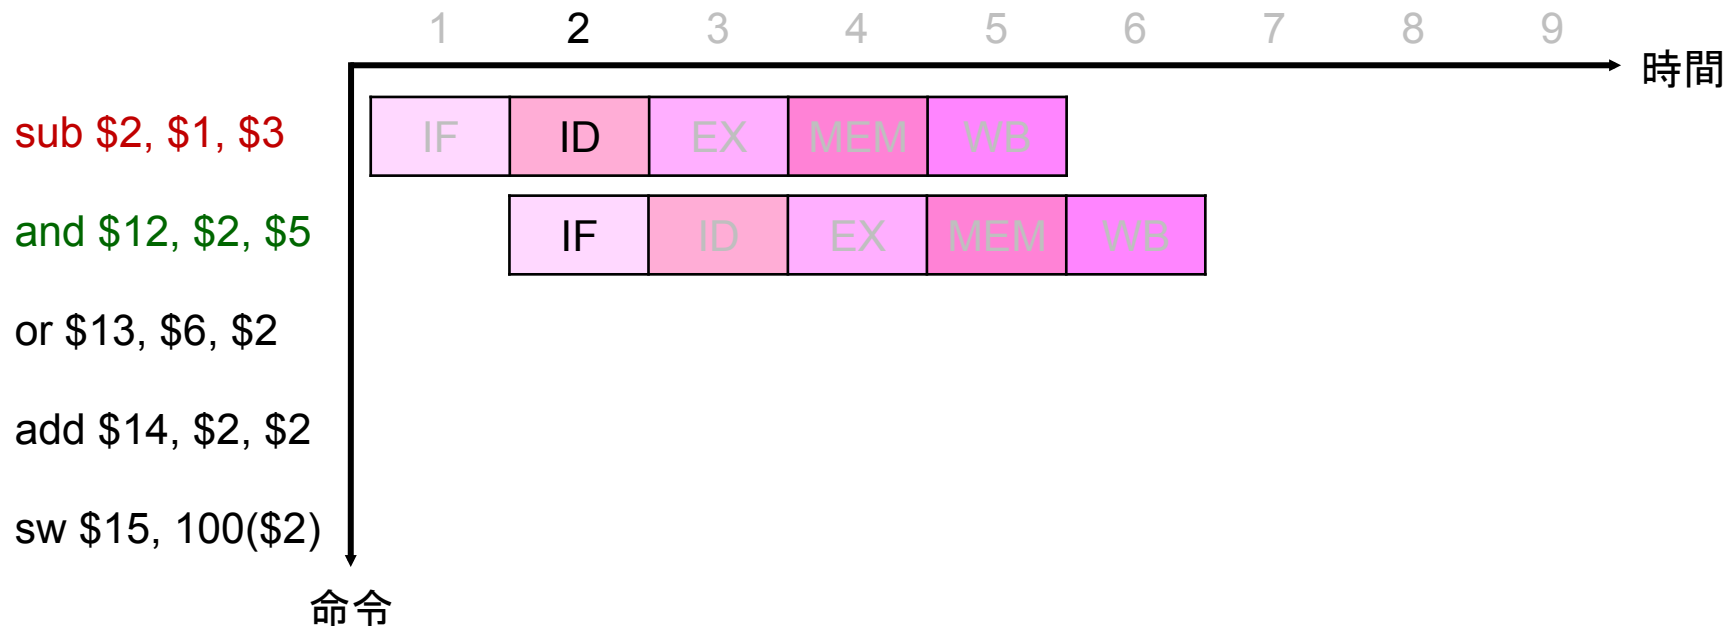 1 2 3 4 5 6 7 8 9
時間
sub $2, $1, $3 IF ID EX MEM WB
and $12, $2, $5 IF ID EX MEM WB
or $13, $6, $2
add $14, $2, $2
sw $15, 100($2)
命令